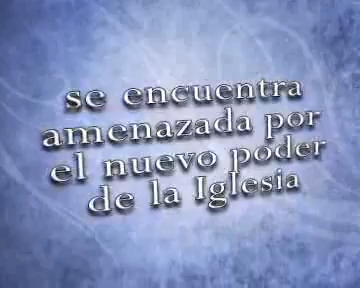 se encuentra
amenazada por
el nuevo poder
de la Iglesia